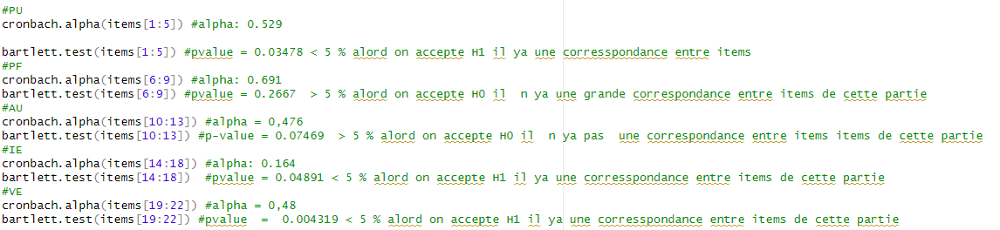 #PU
cronbach.alpha(items[1:5]) #alpha: 0.529
bartlett.test(items[1:5]) #pvalue = 0.03478 < 5 % alord on accepte H1 il ya une corresspondance entre items
#PF
cronbach.alpha(items[6:9]) #alpha: 0.691
bartlett.test(items[6:9]) #pvalue = 0.2667  > 5 % alord on accepte H0 il  n ya une grande correspondance entre items de cette partie
#AU
cronbach.alpha(items[10:13]) #alpha = 0,476
bartlett.test(items[10:13]) #p-value = 0.07469  > 5 % alord on accepte H0 il  n ya pas  une correspondance entre items items de cette partie
#IE
cronbach.alpha(items[14:18]) #alpha: 0.164
bartlett.test(items[14:18])  #pvalue = 0.04891 < 5 % alord on accepte H1 il ya une corresspondance entre items de cette partie
#VE
cronbach.alpha(items[19:22]) #alpha = 0,48
bartlett.test(items[19:22]) #pvalue  =  0.004319 < 5 % alord on accepte H1 il ya une corresspondance entre items de cette partie